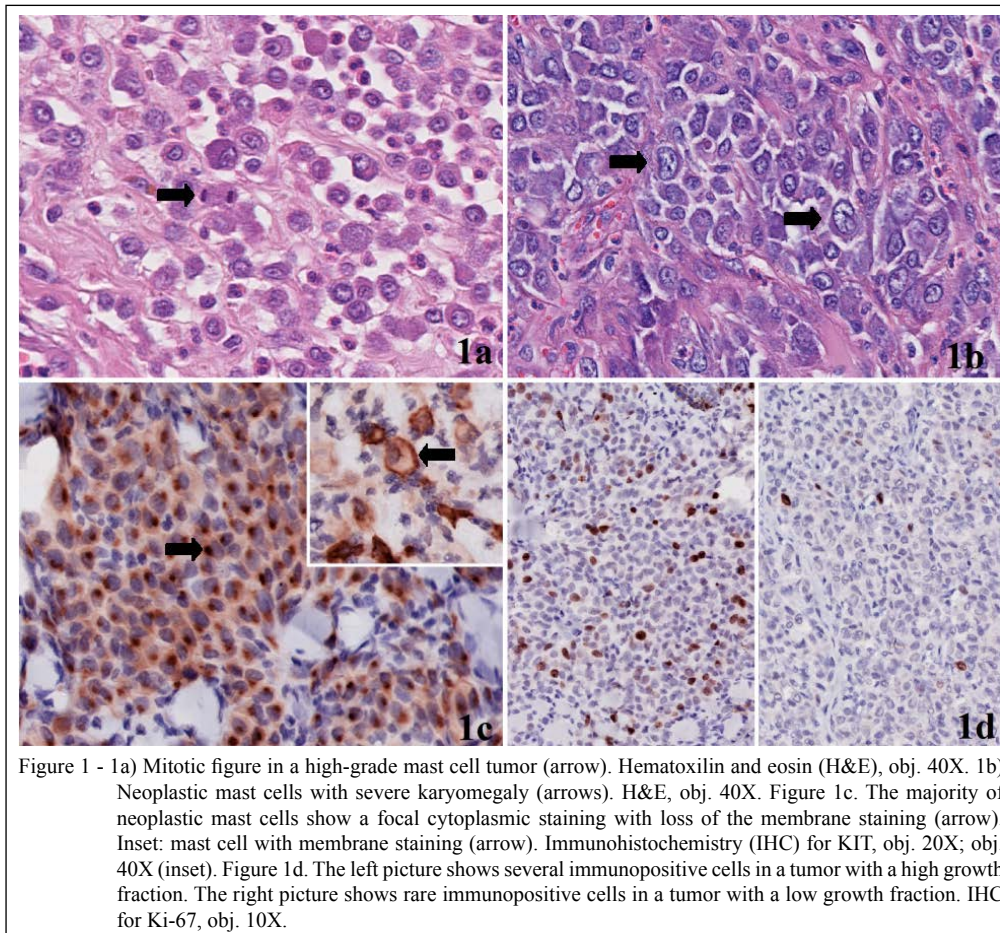 1a
1b
1c
1d
Figure 1 - 1a) Mitotic figure in a high-grade mast cell tumor (arrow). Hematoxilin and eosin (H&E), obj. 40X. 1b)
Neoplastic mast cells with severe karyomegaly (arrows). H&E, obj. 40X. Figure 1c. The majority of
neoplastic mast cells show a focal cytoplasmic staining with loss of the membrane staining (arrow)
Inset: mast cell with membrane staining (arrow). Immunohistochemistry (IHC) for KIT, obj. 20X; obj.
40X (inset). Figure 1d. The left picture shows several immunopositive cells in a tumor with a high growth
fraction. The right picture shows rare immunopositive cells in a tumor with a low growth fraction. IHC
for Ki-67, obj. 10X.